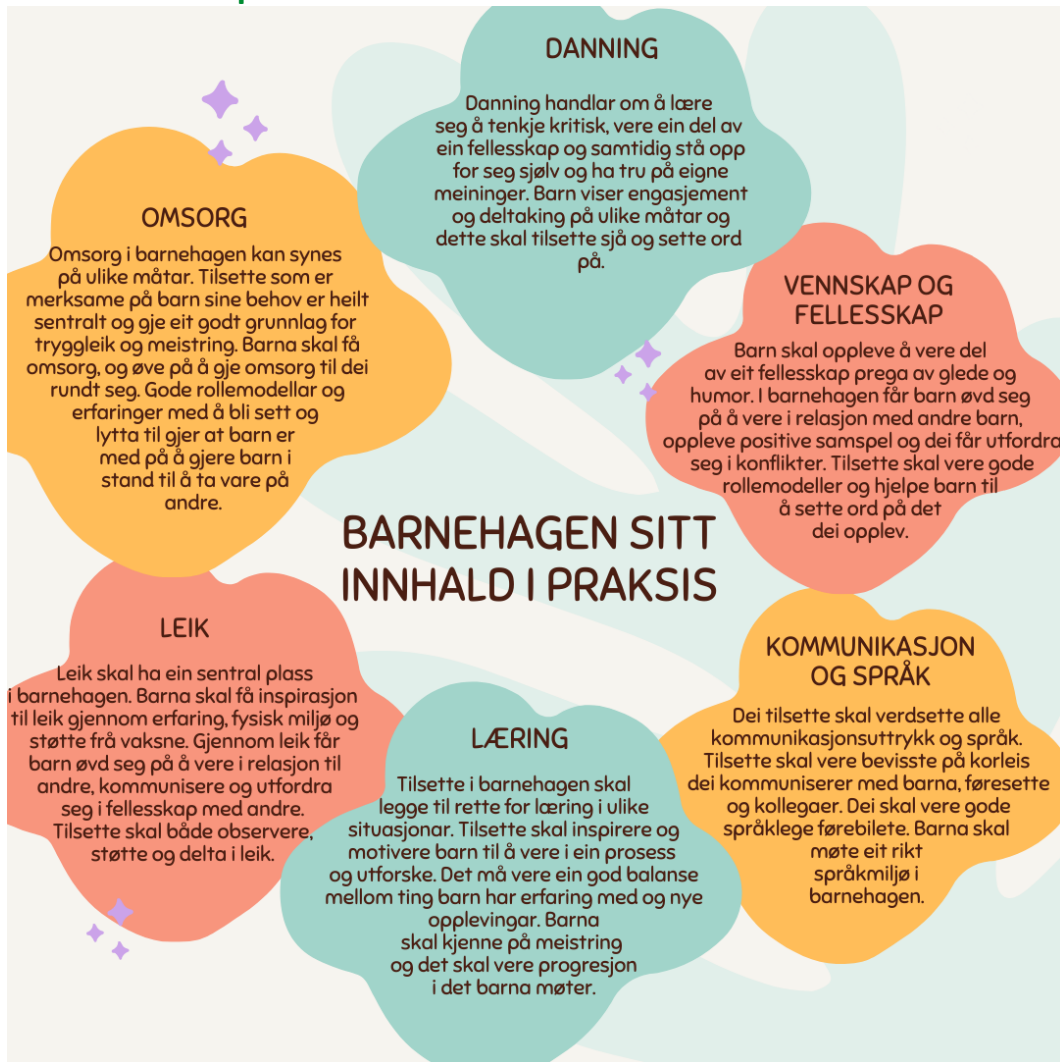 DANNING
Danning handlar om å lære
seg å tenkje kritisk, vere ein del av
ein fellesskap og samtidig stå opp
for seg sjølv og ha tru på eigne
meininger. Barn viser engasjement
og deltaking på ulike måtar og
dette skal tilsette sjå og sette ord
på.
OMSORG
Omsorg i barnehagen kan synes
på ulike måtar. Tilsette som er
merksame på barn sine behov er heilt
sentralt og gje eit godt grunnlag for
tryggleik og meistring. Barna skal få
omsorg, og øve på å gje omsorg til dei
rundt seg. Gode rollemodellar og
erfaringer med å bli sett og
lytta til gjer at barn er
med på å gjere barn i
stand til å ta vare på
andre.
VENNSKAP OG
FELLESSKAP
Barn skal oppleve å vere del
av eit fellesskap prega av glede og
humor. I barnehagen får barn øvd seg
på å vere i relasjon med andre barn,
oppleve positive samspel og dei får utfordra
seg i konflikter. Tilsette skal vere gode
rollemodeller og hjelpe barn til
å sette ord på det
dei opplev.
BARNEHAGEN SITT
INNHALD I PRAKSIS
LEIK
Leik skal ha ein sentral plass
i barnehagen. Barna skal få inspirasjon
til leik gjennom erfaring, fysisk miljø og
støtte frå vaksne. Gjennom leik får
barn øvd seg på å vere i relasjon til
andre, kommunisere og utfordra
seg i fellesskap med andre.
Tilsette skal både observere,
støtte og delta i leik.
LÆRING
Tilsette i barnehagen skal
legge til rette for læring i ulike
situasjonar. Tilsette skal inspirere og
motivere barn til å vere i ein prosess
og utforske. Det må vere ein god balanse
mellom ting barn har erfaring med og nye
opplevingar. Barna
skal kjenne på meistring
og det skal vere progresjon
i det barna møter.
KOMMUNIKASJON
OG SPRÅK
Dei tilsette skal verdsette alle
kommunikasjonsuttrykk og språk.
Tilsette skal vere bevisste på korleis
dei kommuniserer med barna, føresette
og kollegaer. Dei skal vere gode
språklege førebilete. Barna skal
møte eit rikt
språkmiljø i
barnehagen.